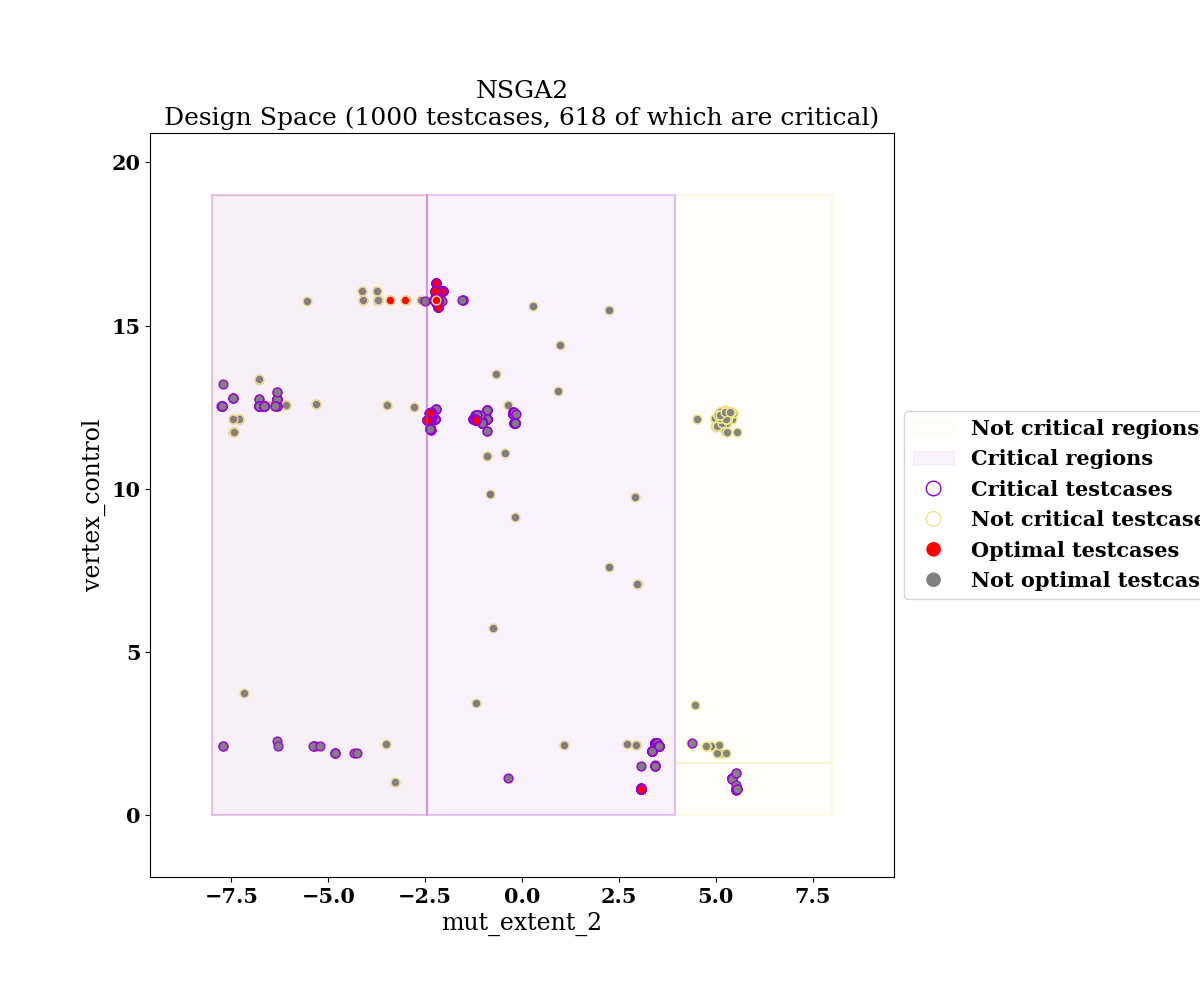 NSGA2
Design Space (1000 testcases, 618 of which are critical)
20
15
10
5
0
vertex_control
−7.5 −5.0 −2.5 0.0 2.5 5.0 7.5
mut_extent_2
Not critical regions
Critical regions
Critical testcases
Not critical testcase
Optimal testcases
Not optimal testcas